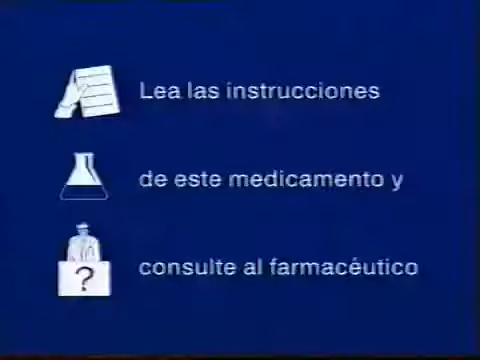 Lea las instrucciones
de este medicamento y
consulte al farmacéutico
?